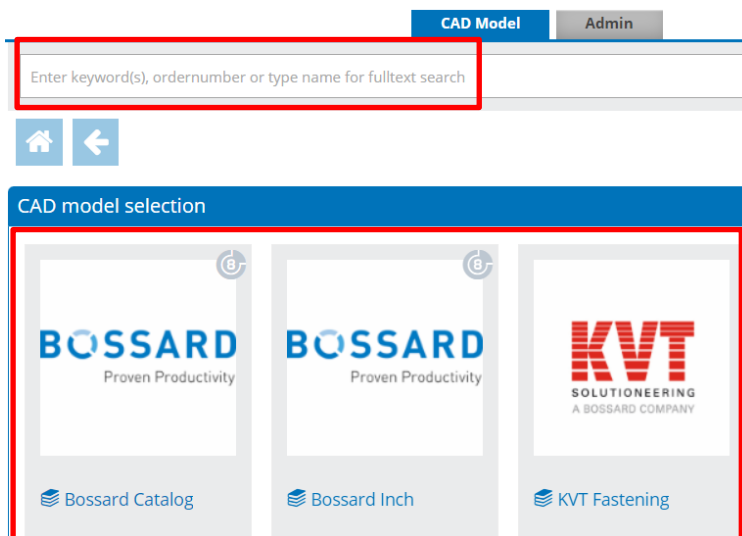 CAD Model Admin
Enter keyword(s), ordernumber or type name for fulltext search
CAD model selection
B
B
BOSSARD
Proven Productivity
BOSSARD
Proven Productivity
KVT
SOLUTIONEERING
A BOSSARD COMPANY
Bossard Catalog
Bossard Inch
KVT Fastening